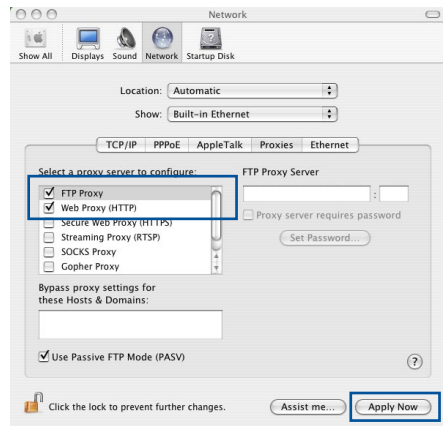 Network
Show All Displays Sound Network Startup Disk
Location: Automatic
Show: Built-in Ethernet
TCP/IP PPPoE AppleTalk Proxies Ethernet
Select a proxy server to configure:
FTP Proxy
Web Proxy (HTTP)
Secure Web Proxy (HTTPS)
Streaming Proxy (RTSP)
SOCKS Proxy
Gopher Proxy
FTP Proxy Server
:
Proxy server requires password
Set Password...
Bypass proxy settings for
these Hosts & Domains:
Use Passive FTP Mode (PASV)
?
Click the lock to prevent further changes.
Assist me... Apply Now